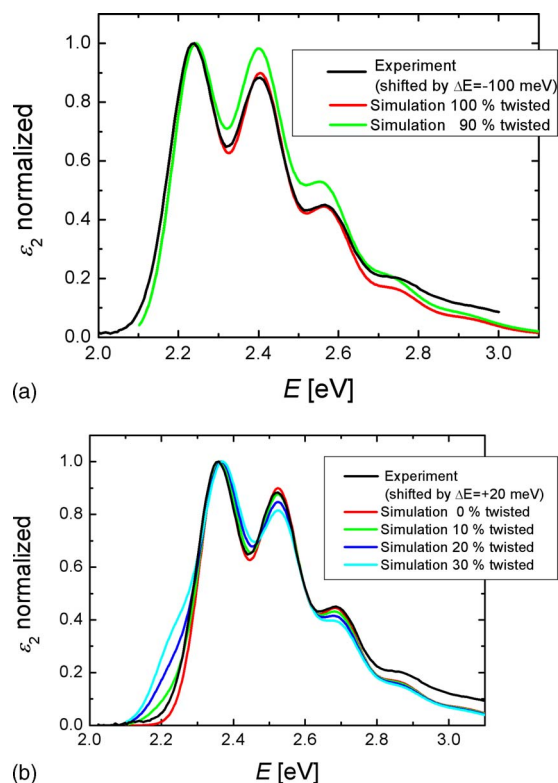 1.0
0.8
0.6
0.4
0.2
0.0
ε2 normalized
Experiment
(shifted by ΔE=-100 meV)
Simulation 100 % twisted
Simulation 90 % twisted
2.0 2.2 2.4 2.6 2.8 3.0
E [eV]
(a)
1.0
0.8
0.6
0.4
0.2
0.0
ε2 normalized
Experiment
(shifted by ΔE=+20 meV)
Simulation 0 % twisted
Simulation 10 % twisted
Simulation 20 % twisted
Simulation 30 % twisted
2.0 2.2 2.4 2.6 2.8 3.0
E [eV]
(b)